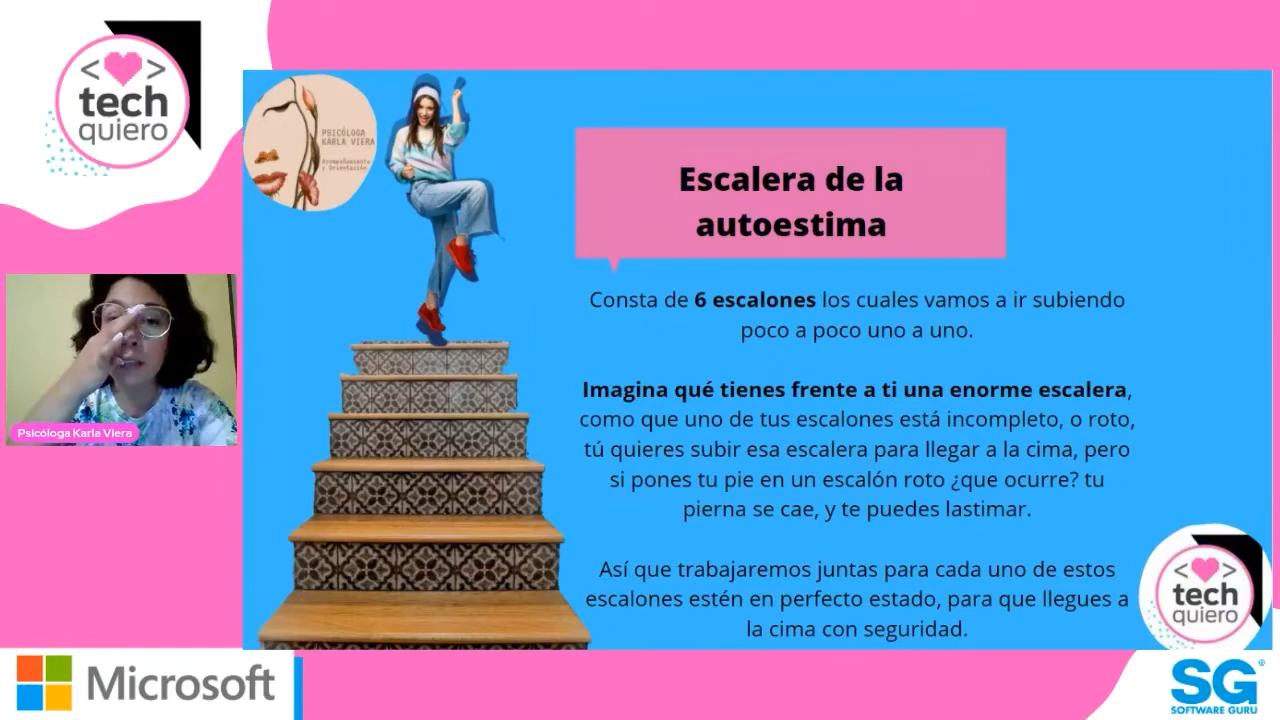 < >
tech
quiero
PSICÓLOGA
KARLA VIERA
Acompañamiento
y Orientación
Escalera de la
autoestima
Consta de 6 escalones los cuales vamos a ir subiendo
poco a poco uno a uno.
Imagina qué tienes frente a ti una enorme escalera,
como que uno de tus escalones está incompleto, o roto,
tú quieres subir esa escalera para llegar a la cima, pero
si pones tu pie en un escalón roto ¿que ocurre? tu
pierna se cae, y te puedes lastimar.
Así que trabajaremos juntas para cada uno de estos
escalones estén en perfecto estado, para que llegues a
la cima con seguridad.
Psicóloga Karla Viera
< >
tech
quiero
Microsoft
SG
SOFTWARE GURU